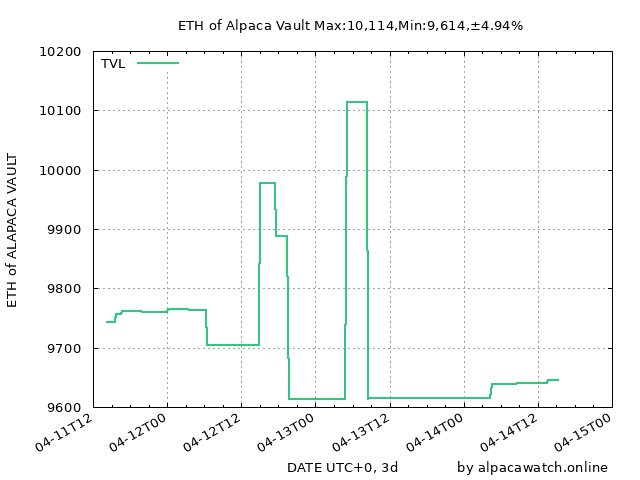 ETH of Alpaca Vault Max:10,114,Min:9,614,±4.94%
10200
TVL
10100
10000
9900
9800
9700
9600
ETH of ALAPACA VAULT
04-11T12
04-12T00
04-12T12
04-13T00
04-13T12
04-14T00
04-14T12
04-15T00
DATE UTC+0, 3d
by alpacawatch.online